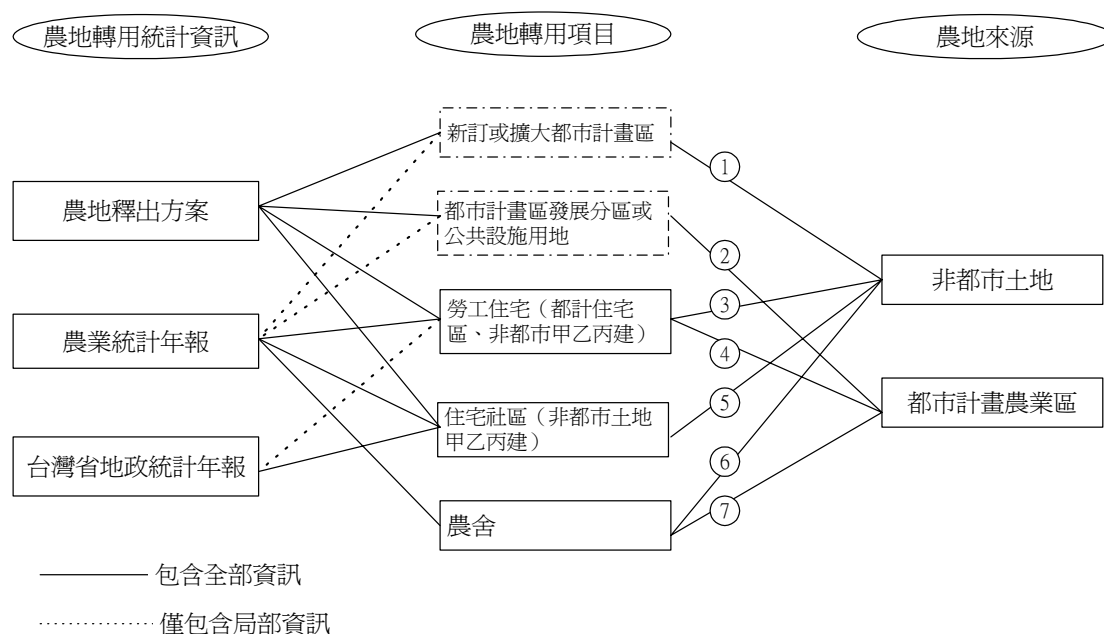 農地轉用統計資訊
農地轉用項目
農地來源
新訂或擴大都市計畫區
①
農地釋出方案
都市計畫區發展分區或
公共設施用地
②
非都市土地
勞工住宅（都計住宅
區、非都市甲乙丙建）
③
農業統計年報
④
都市計畫農業區
⑤
住宅社區（非都市土地
甲乙丙建）
台灣省地政統計年報
⑥
⑦
農舍
包含全部資訊
僅包含局部資訊